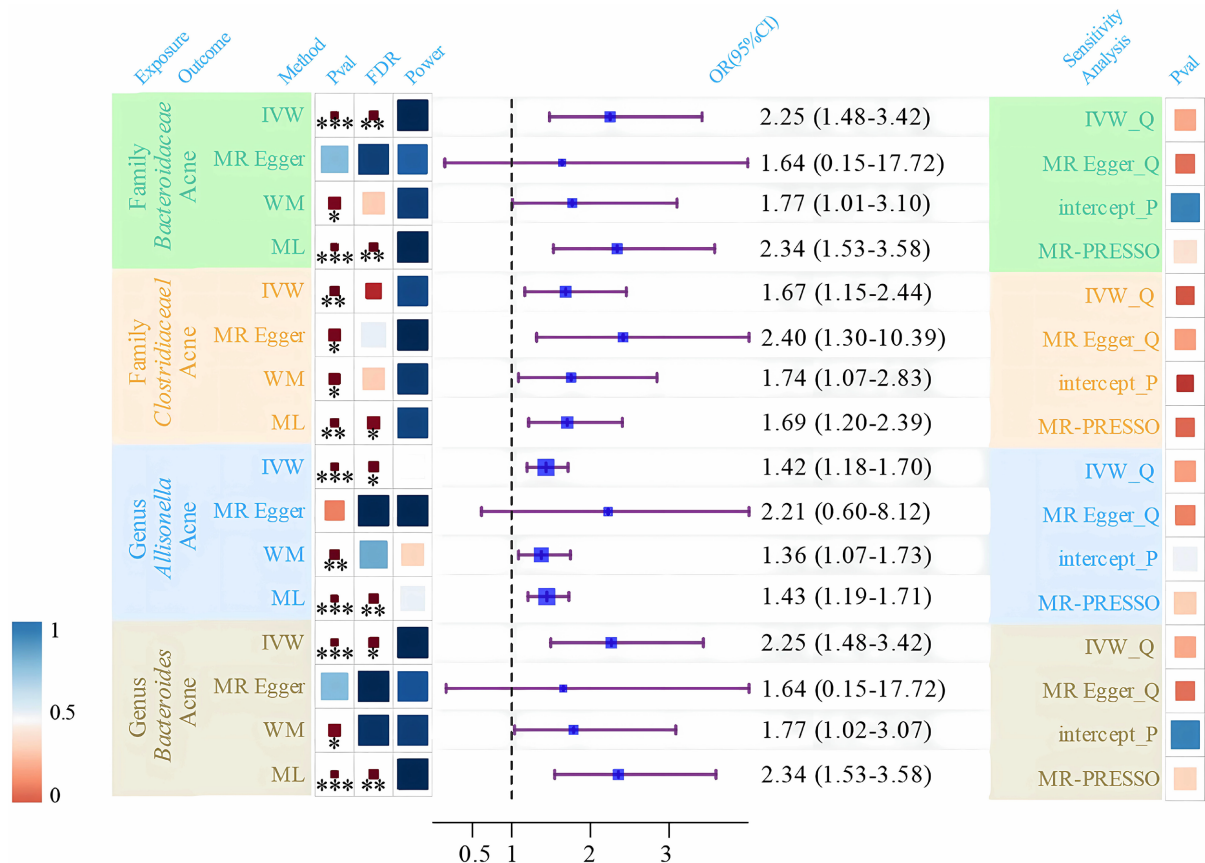 Exposure Outcome Method Pval FDR Power OR(95%CI) Sensitivity Analysis Pval
Family Bacteroidaceae Acne
IVW *** ** 2.25 (1.48-3.42) IVW_Q
MR Egger 1.64 (0.15-17.72) MR Egger_Q
WM * 1.77 (1.01-3.10) intercept_P
ML *** ** 2.34 (1.53-3.58) MR-PRESSO
Family Clostridiaceae1 Acne
IVW ** 1.67 (1.15-2.44) IVW_Q
MR Egger * 2.40 (1.30-10.39) MR Egger_Q
WM * 1.74 (1.07-2.83) intercept_P
ML ** * 1.69 (1.20-2.39) MR-PRESSO
Genus Allisonella Acne
IVW *** * 1.42 (1.18-1.70) IVW_Q
MR Egger 2.21 (0.60-8.12) MR Egger_Q
WM ** 1.36 (1.07-1.73) intercept_P
ML *** ** 1.43 (1.19-1.71) MR-PRESSO
Genus Bacteroides Acne
IVW *** * 2.25 (1.48-3.42) IVW_Q
MR Egger 1.64 (0.15-17.72) MR Egger_Q
WM * 1.77 (1.02-3.07) intercept_P
ML *** ** 2.34 (1.53-3.58) MR-PRESSO
1
0.5
0
0.5 1 2 3